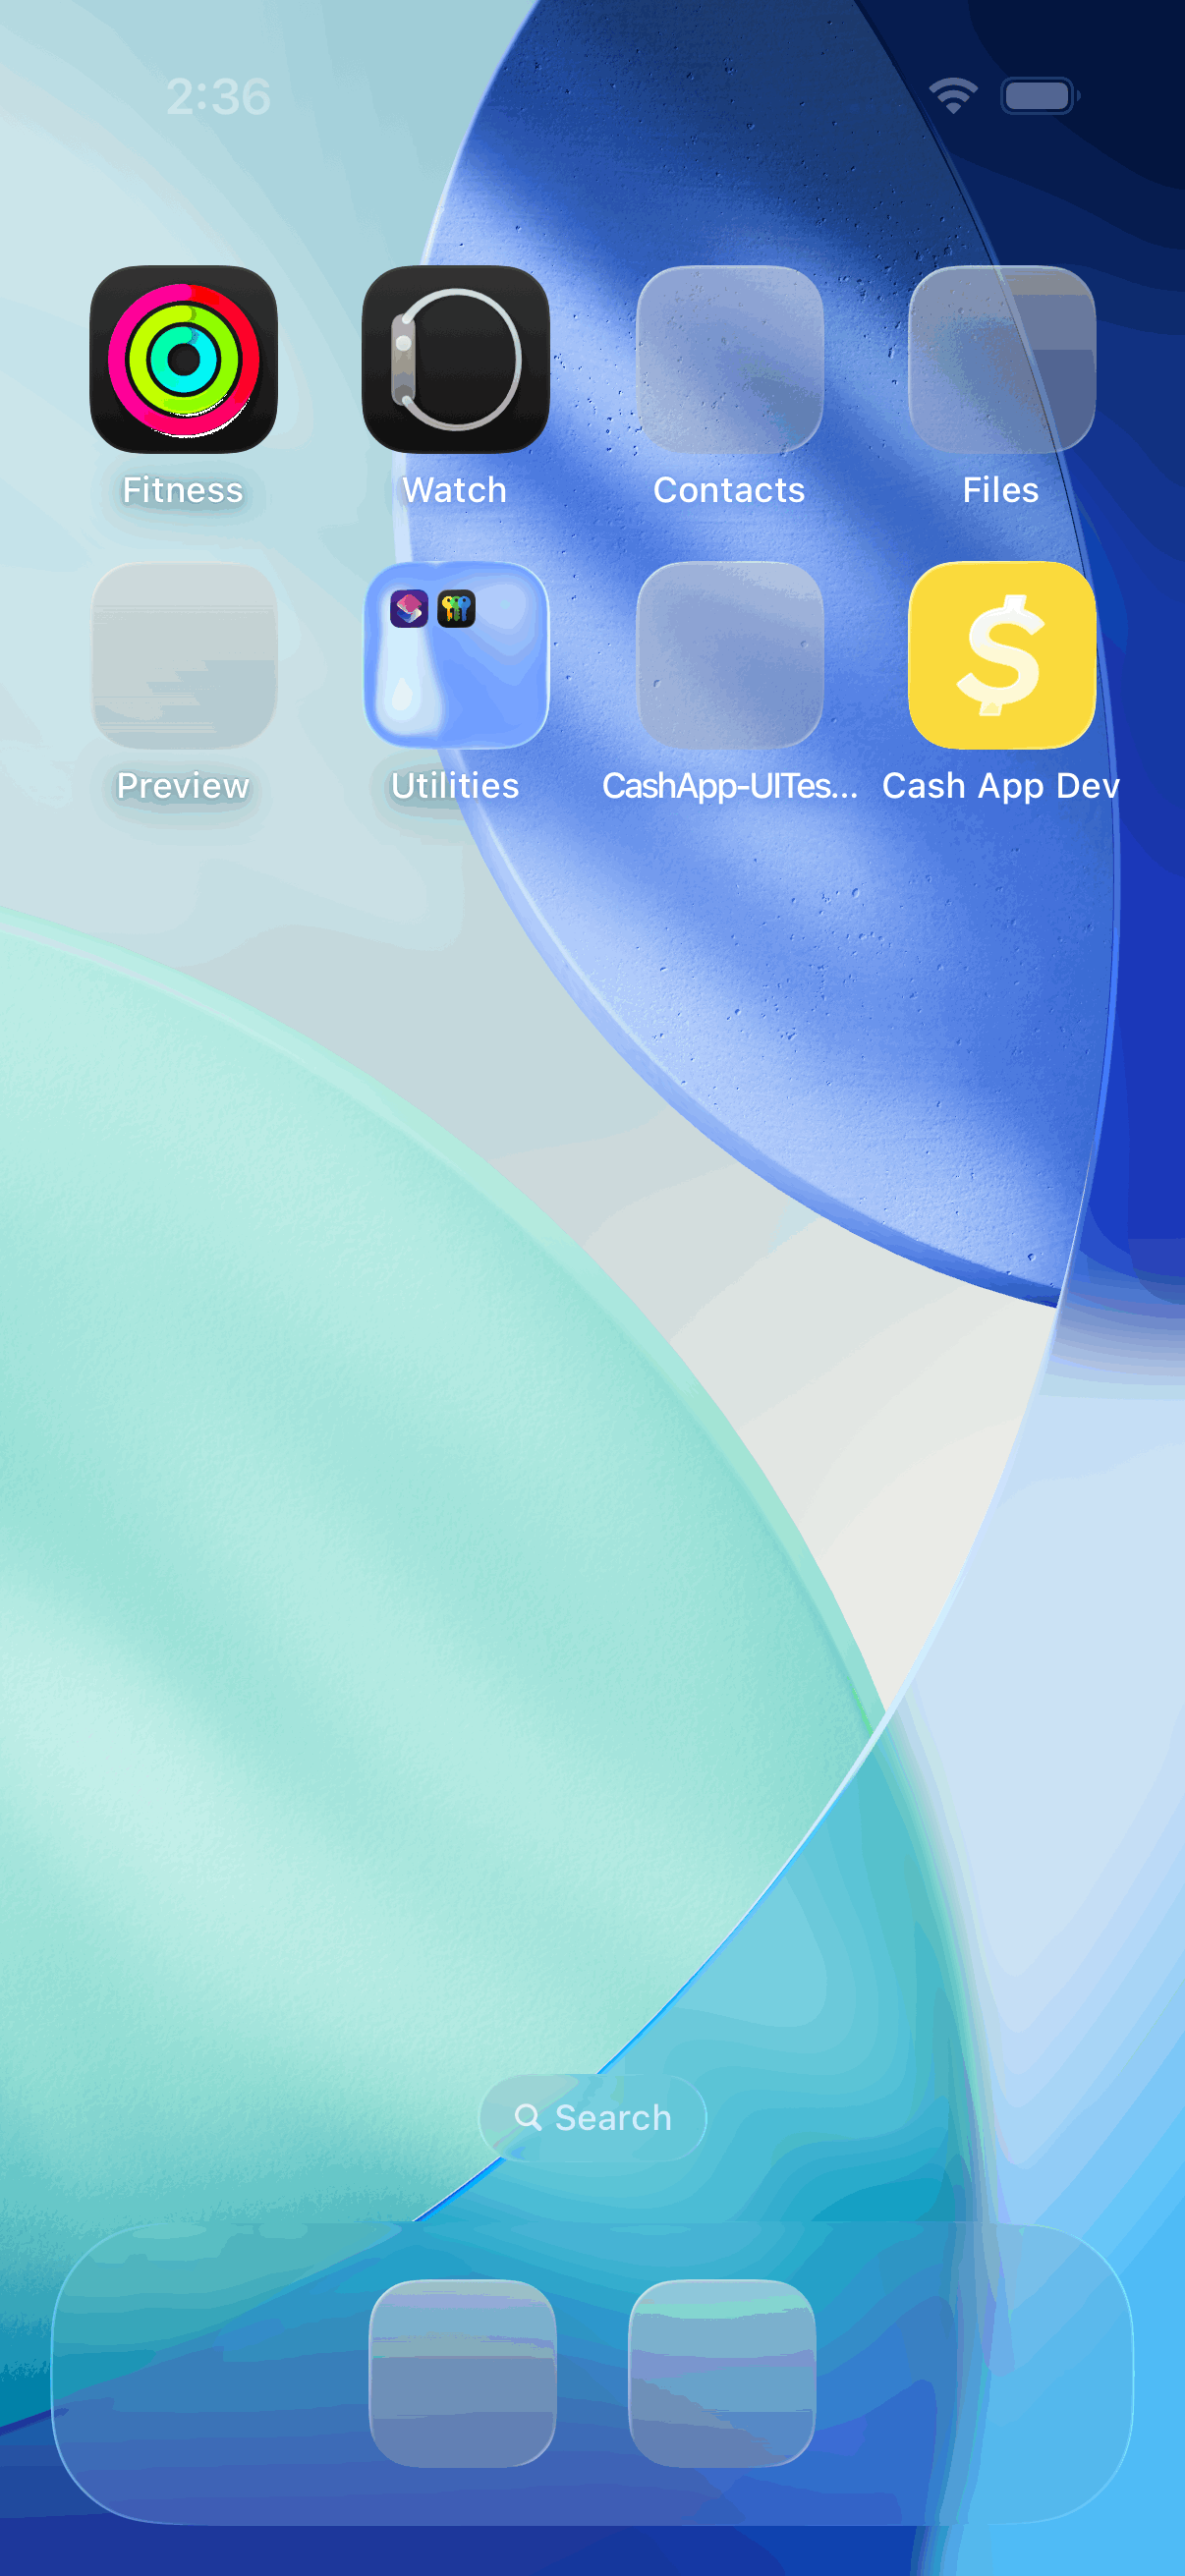 2:36
Fitness
Watch
Contacts
Files
Preview
Utilities
CashApp-UITes...
Cash App Dev
Search